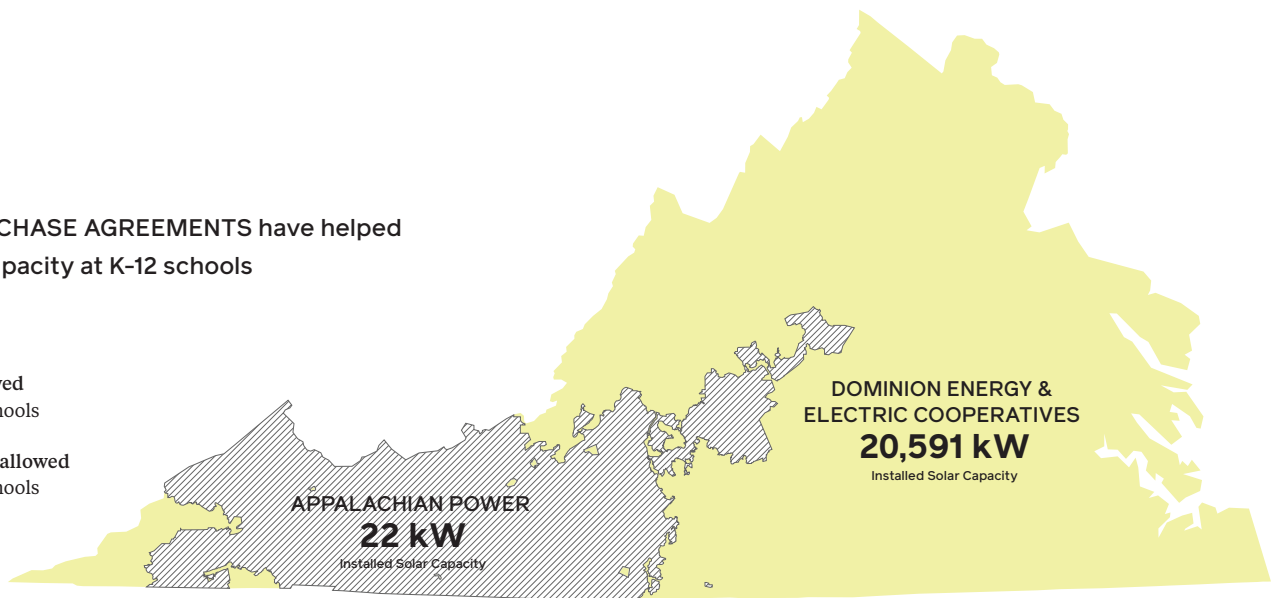 CHASE AGREEMENTS have helped
pacity at K-12 schools
ved
hools
allowed
hools
DOMINION ENERGY &
ELECTRIC COOPERATIVES
20,591 kW
Installed Solar Capacity
APPALACHIAN POWER
22 kW
Installed Solar Capacity